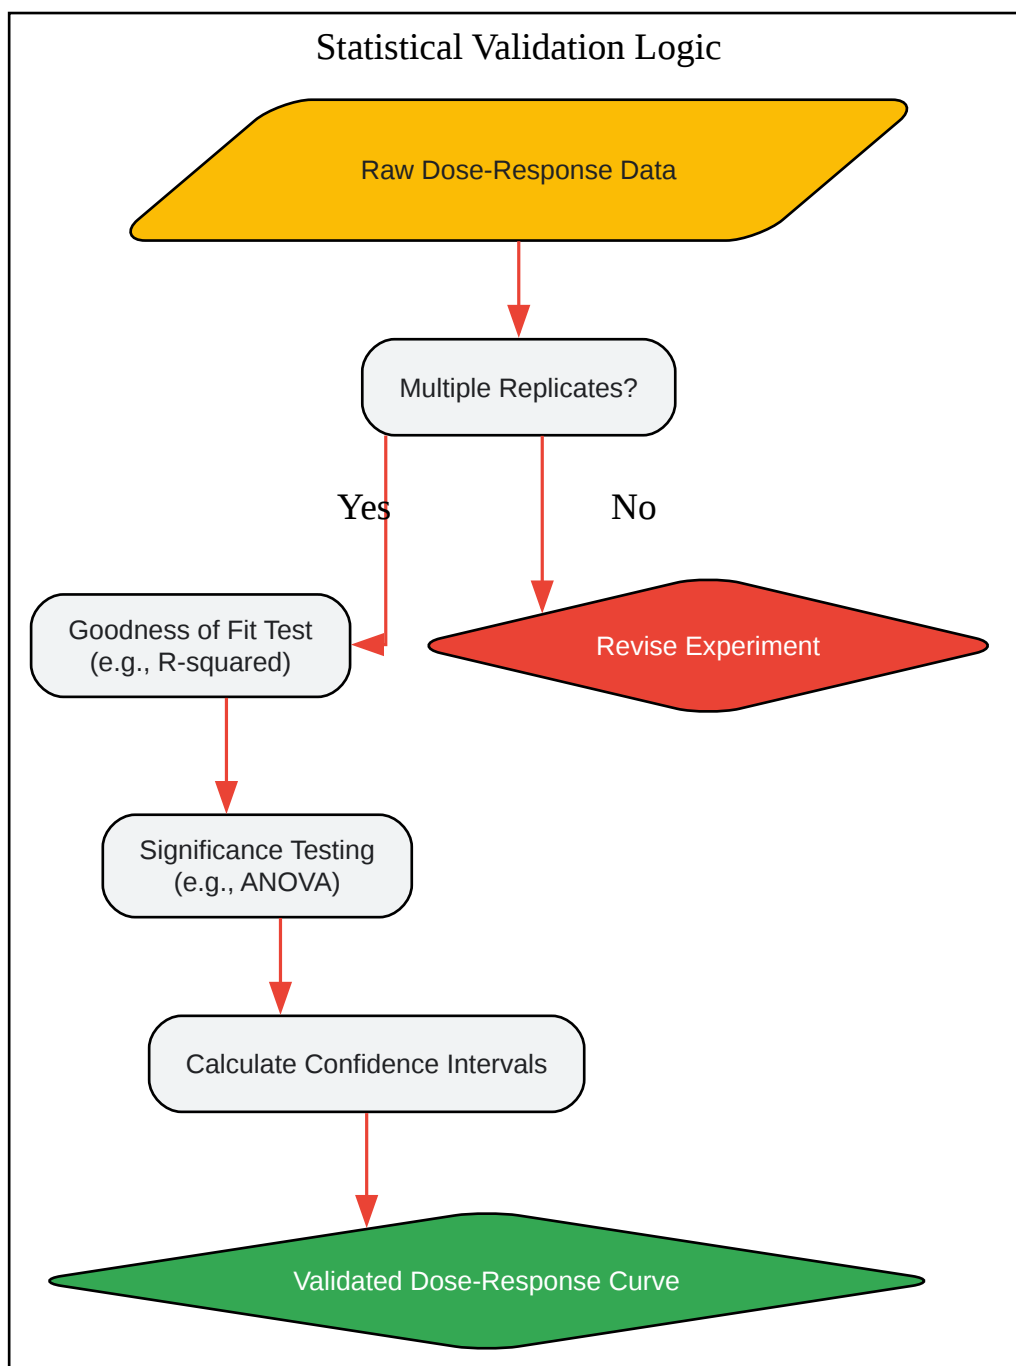 Statistical Validation Logic
Raw Dose-Response Data
Multiple Replicates?
Yes
No
Goodness of Fit Test
(e.g., R-squared)
Revise Experiment
Significance Testing
(e.g., ANOVA)
Calculate Confidence Intervals
Validated Dose-Response Curve